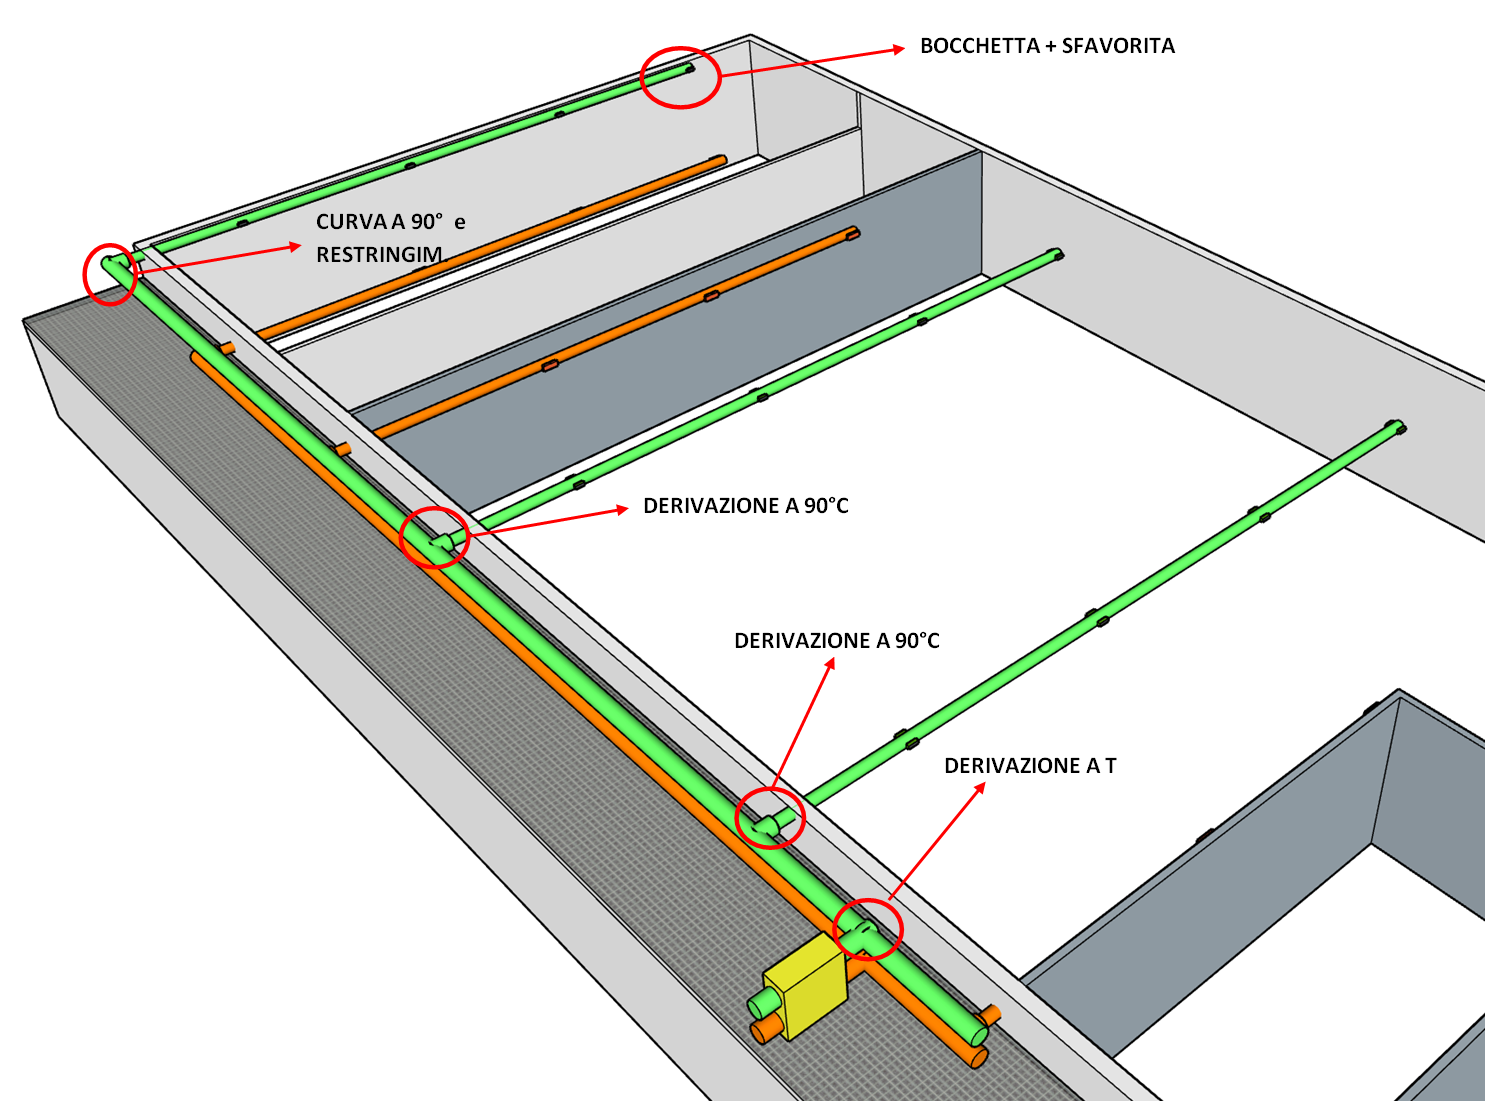 BOCCHETTA + SFAVORITA
CURVA A 90° e
RESTRINGIM.
DERIVAZIONE A 90°C
DERIVAZIONE A 90°C
DERIVAZIONE A T